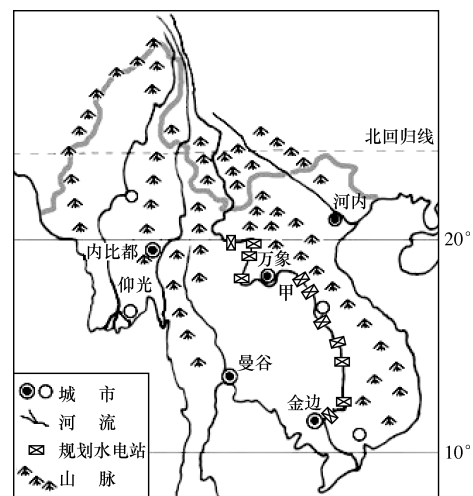 北回归线
河内
20°
内比都
万象
仰光
甲
曼谷
金边
城 市
河 流
规划水电站
山 脉
10°